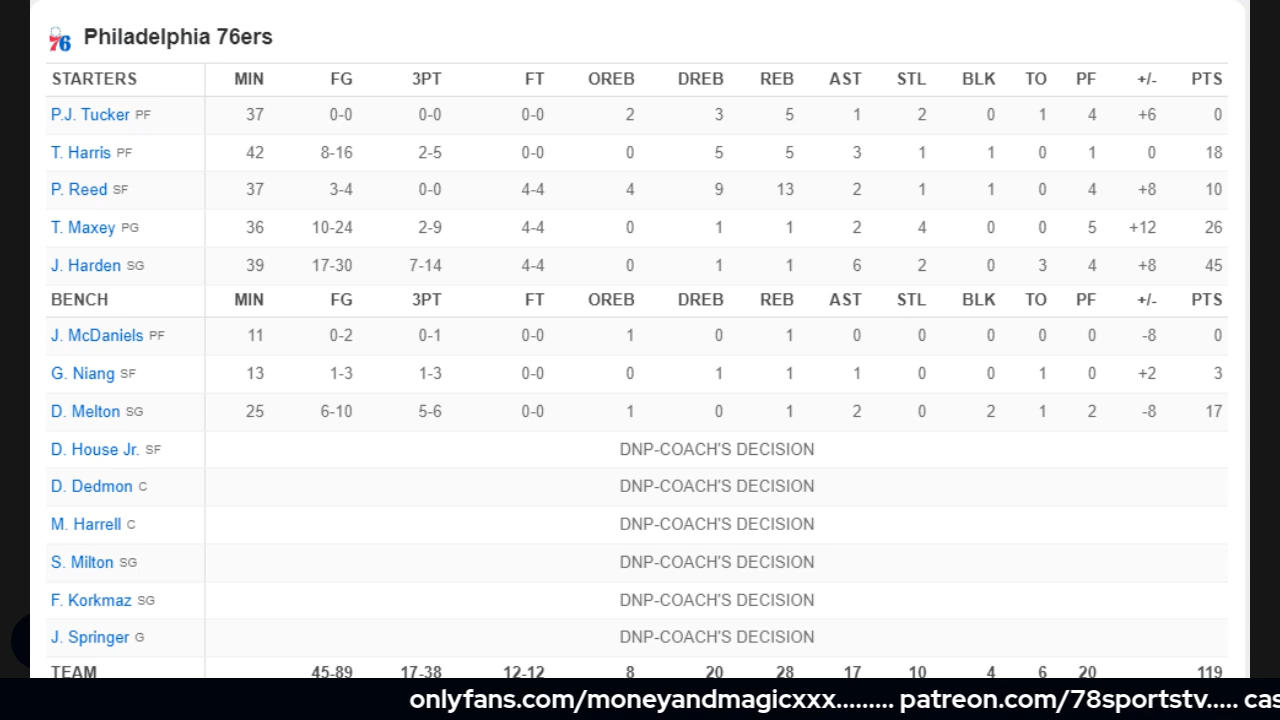 76 Philadelphia 76ers
STARTERS MIN FG 3PT FT OREB DREB REB AST STL BLK TO PF +/- PTS
P.J. Tucker PF 37 0-0 0-0 0-0 2 3 5 1 2 0 1 4 +6 0
T. Harris PF 42 8-16 2-5 0-0 0 5 5 3 1 1 0 1 0 18
P. Reed SF 37 3-4 0-0 4-4 4 9 13 2 1 1 0 4 +8 10
T. Maxey PG 36 10-24 2-9 4-4 0 1 1 2 4 0 0 5 +12 26
J. Harden SG 39 17-30 7-14 4-4 0 1 1 6 2 0 3 4 +8 45
BENCH MIN FG 3PT FT OREB DREB REB AST STL BLK TO PF +/- PTS
J. McDaniels PF 11 0-2 0-1 0-0 1 0 1 0 0 0 0 0 -8 0
G. Niang SF 13 1-3 1-3 0-0 0 1 1 1 0 0 1 0 +2 3
D. Melton SG 25 6-10 5-6 0-0 1 0 1 2 0 2 1 2 -8 17
D. House Jr. SF DNP-COACH'S DECISION
D. Dedmon C DNP-COACH'S DECISION
M. Harrell C DNP-COACH'S DECISION
S. Milton SG DNP-COACH'S DECISION
F. Korkmaz SG DNP-COACH'S DECISION
J. Springer G DNP-COACH'S DECISION
TEAM 45-89 17-38 12-12 8 20 28 17 10 4 6 20 119
onlyfans.com/moneyandmagicxxx......... patreon.com/78sportstv..... cas